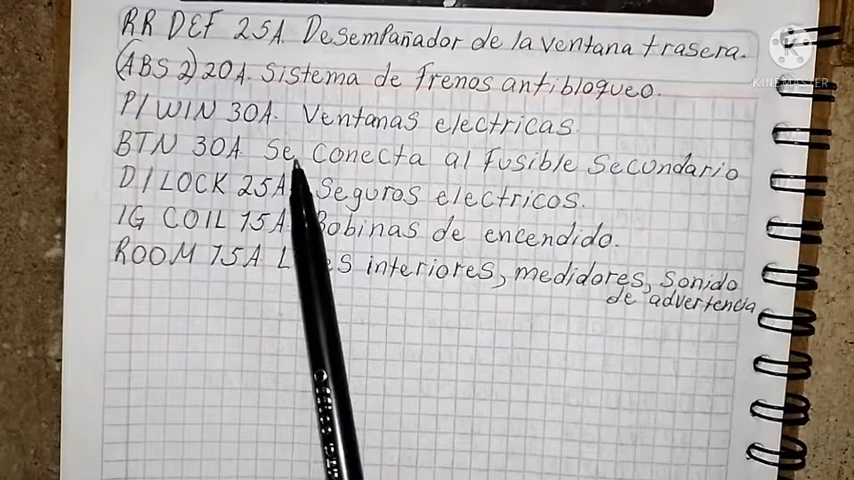 RR DEF 25A. Desempañador de la ventana trasera.
(ABS 2) 20A. Sistema de frenos antibloqueo.
P/WIN 30A. Ventanas electricas
BTN 30A Se conecta al fusible secundario
D/LOCK 25A Seguros electricos.
IG COIL 15A Bobinas de encendido.
ROOM 15A interiores, medidores, sonido
de advertencia
KINEMASTER